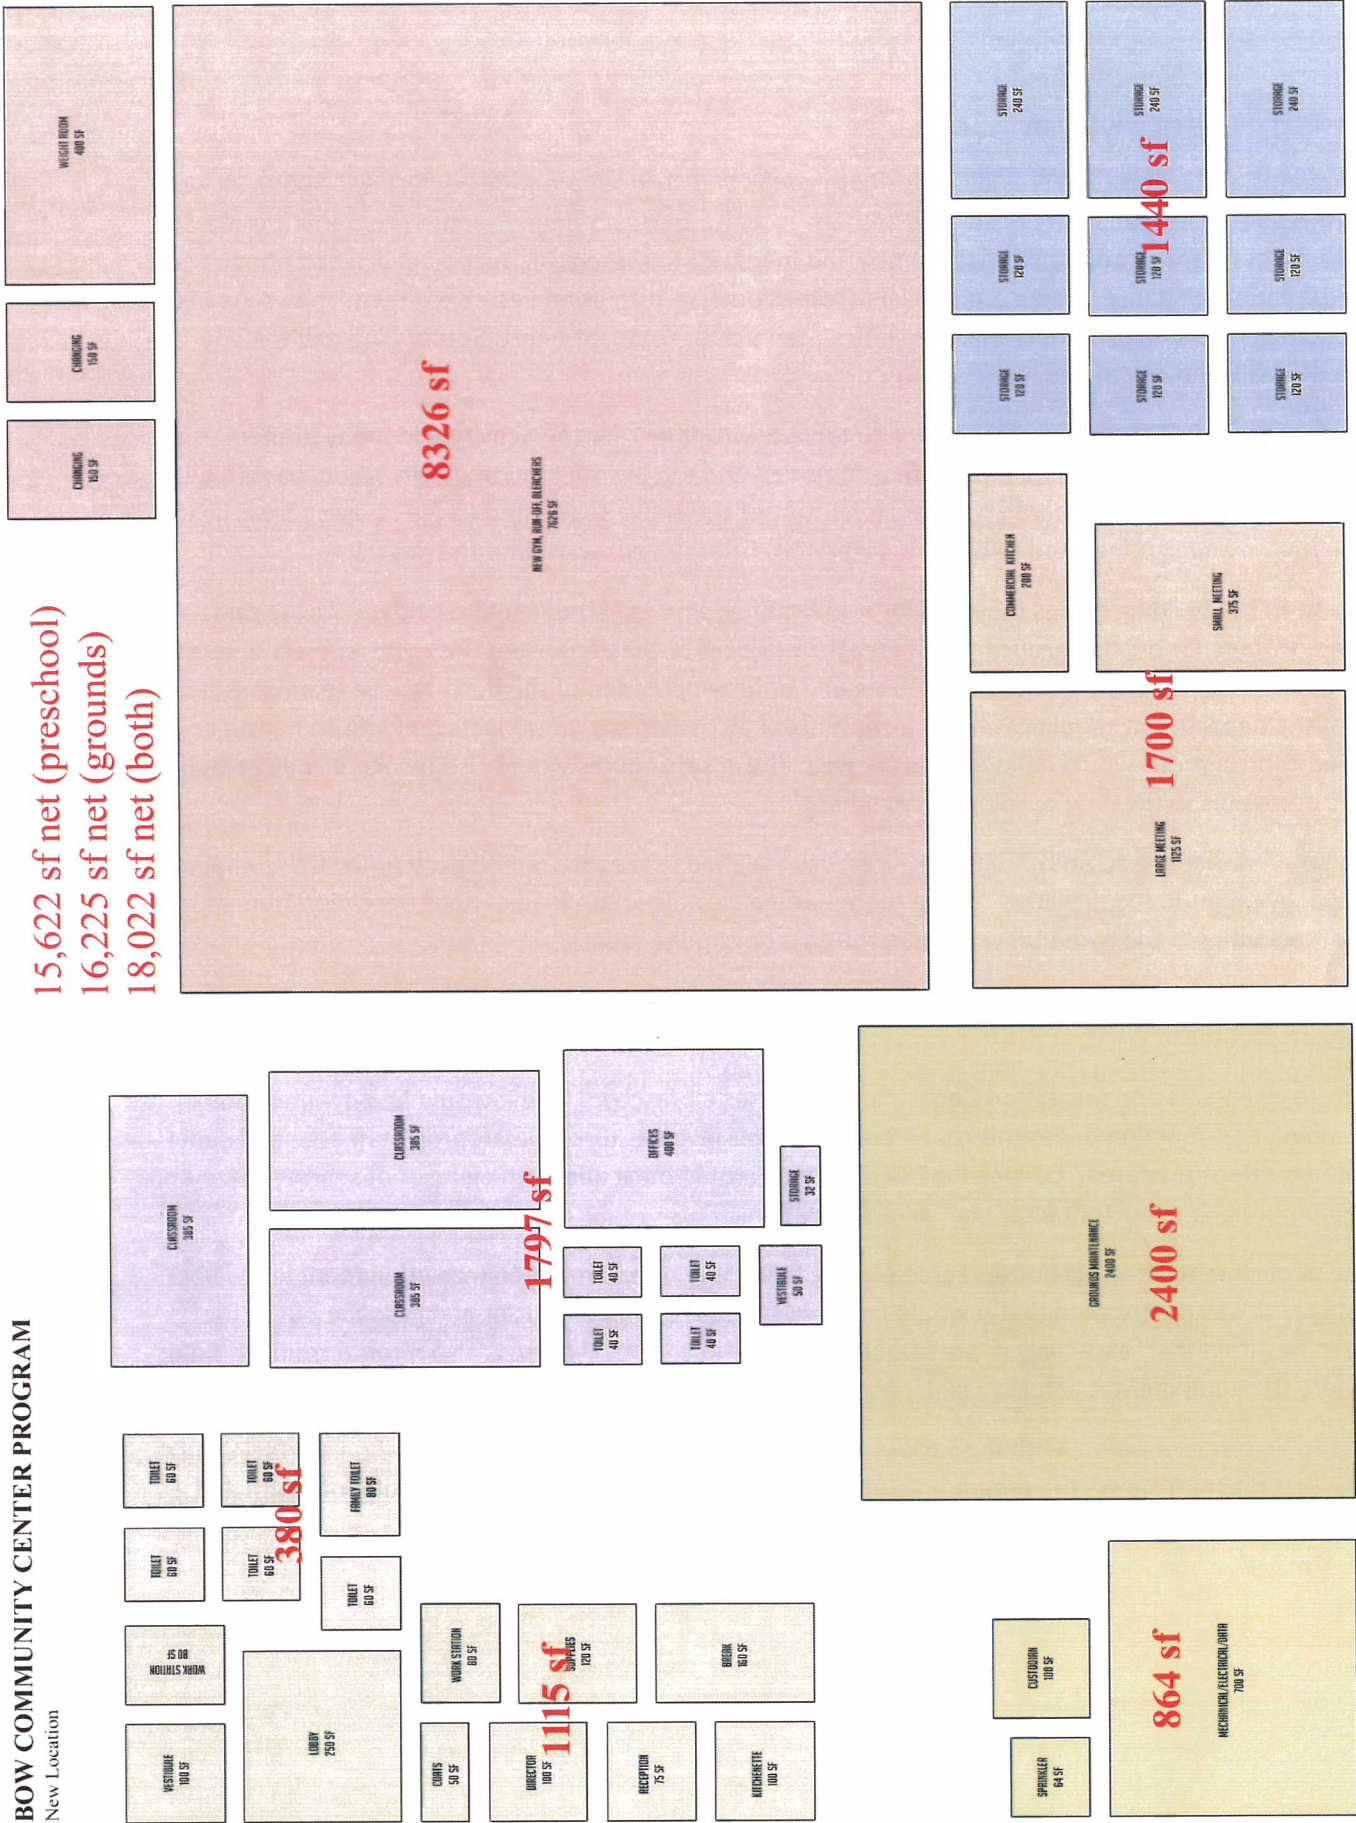 BOW COMMUNITY CENTER PROGRAM
New Location
15,622 sf net (preschool)
16,225 sf net (grounds)
18,022 sf net (both)
VESTIBULE
100 SF
WORK STATION
80 SF
TOILET
60 SF
TOILET
60 SF
LOBBY
250 SF
TOILET
60 SF
TOILET
60 SF
380 sf
TOILET
60 SF
FAMILY TOILET
80 SF
COATS
50 SF
WORK STATION
80 SF
DIRECTOR
100 SF
SUPPLIES
120 SF
1115 sf
RECEPTION
75 SF
BREAK
160 SF
KITCHENETTE
100 SF
CLASSROOM
385 SF
CLASSROOM
385 SF
CLASSROOM
385 SF
1797 sf
TOILET
40 SF
TOILET
40 SF
OFFICES
400 SF
TOILET
40 SF
TOILET
40 SF
VESTIBULE
50 SF
STORAGE
32 SF
CHANGING
150 SF
CHANGING
150 SF
WEIGHT ROOM
400 SF
8326 sf
NEW GYM, RUN-OFF, BLEACHERS
7626 SF
SPRINKLER
64 SF
CUSTODIAN
100 SF
864 sf
MECHANICAL/ELECTRICAL/DATA
700 SF
GROUNDS MAINTENANCE
2400 SF
2400 sf
LARGE MEETING
1125 SF
1700 sf
COMMERCIAL KITCHEN
200 SF
SMALL MEETING
375 SF
STORAGE
120 SF
STORAGE
120 SF
STORAGE
240 SF
STORAGE
120 SF
STORAGE
120 SF
STORAGE
240 SF
1440 sf
STORAGE
120 SF
STORAGE
120 SF
STORAGE
240 SF